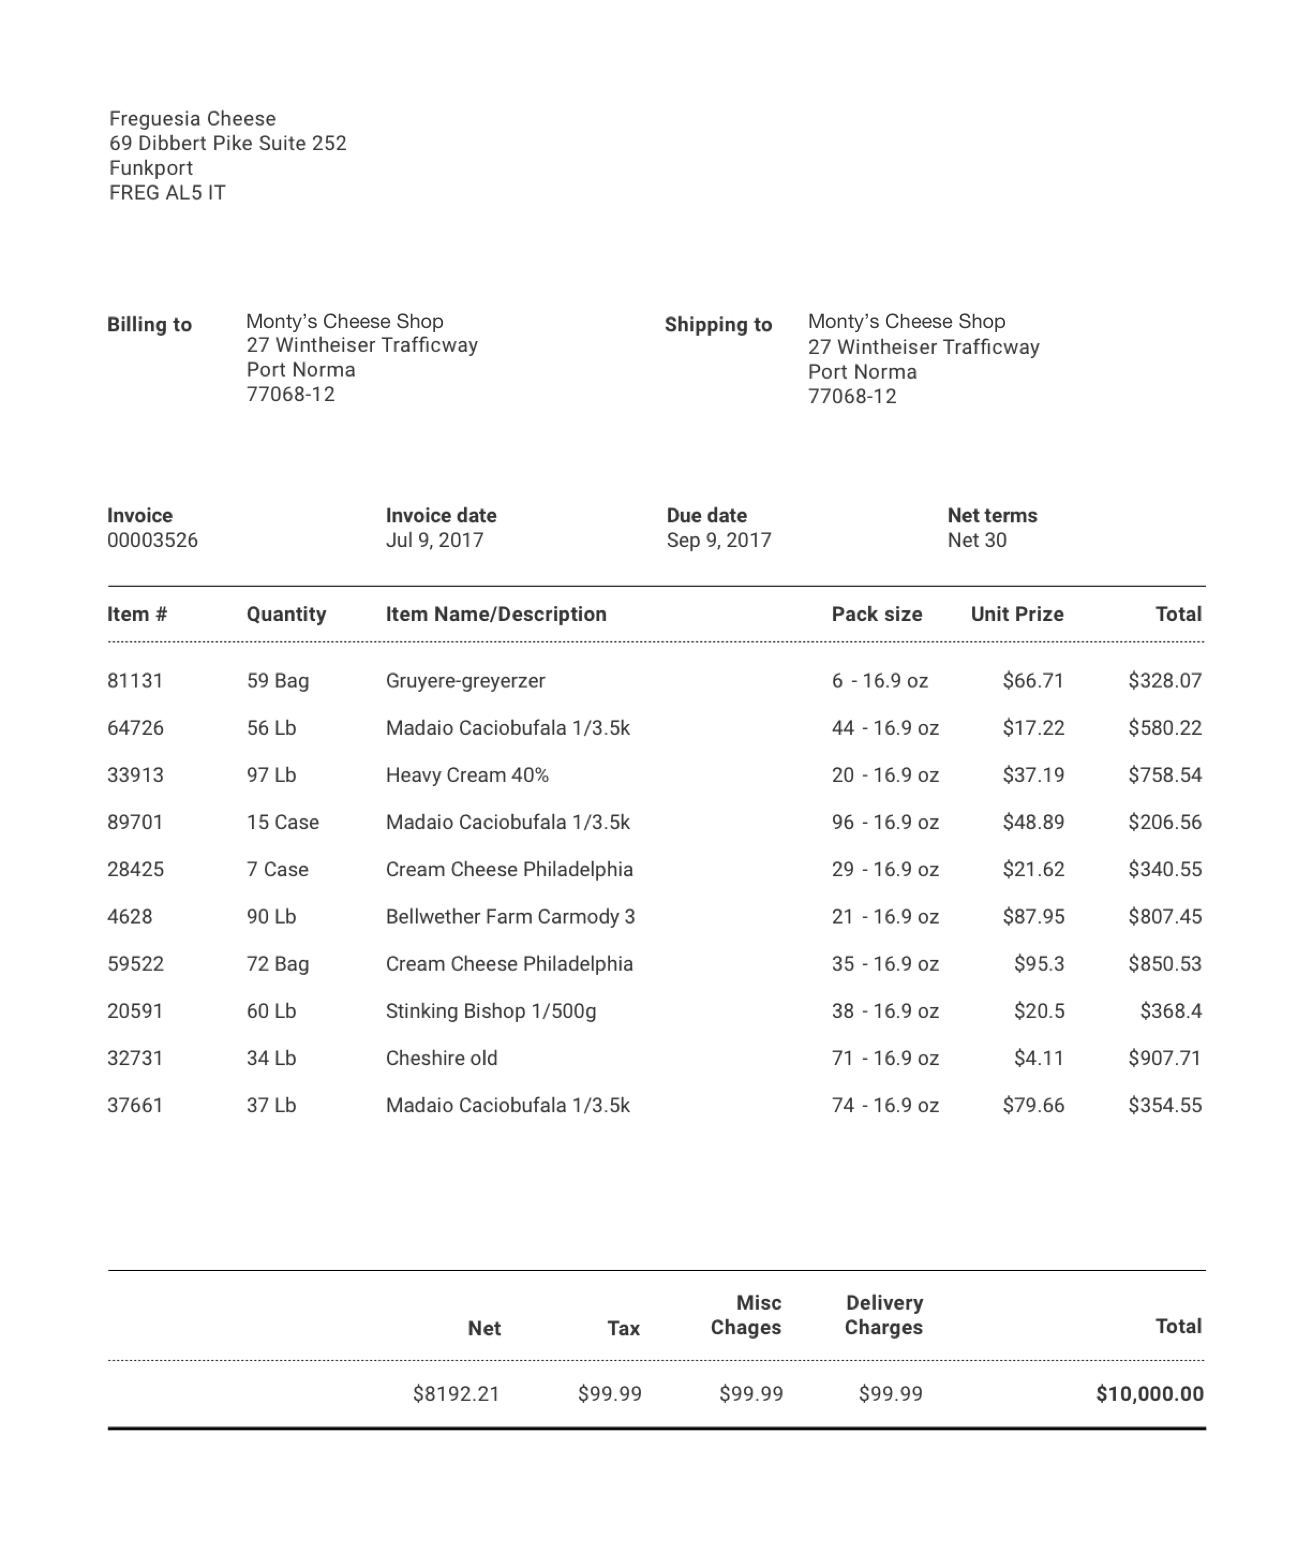 Freguesia Cheese
69 Dibbert Pike Suite 252
Funkport
FREG AL5 IT
Billing to
Monty’s Cheese Shop
27 Wintheiser Trafficway
Port Norma
77068-12
Shipping to
Monty’s Cheese Shop
27 Wintheiser Trafficway
Port Norma
77068-12
Invoice Invoice date Due date Net terms
00003526 Jul 9, 2017 Sep 9, 2017 Net 30
Item # Quantity Item Name/Description Pack size Unit Prize Total
81131 59 Bag Gruyere-greyerzer 6 - 16.9 oz $66.71 $328.07
64726 56 Lb Madaio Caciobufala 1/3.5k 44 - 16.9 oz $17.22 $580.22
33913 97 Lb Heavy Cream 40% 20 - 16.9 oz $37.19 $758.54
89701 15 Case Madaio Caciobufala 1/3.5k 96 - 16.9 oz $48.89 $206.56
28425 7 Case Cream Cheese Philadelphia 29 - 16.9 oz $21.62 $340.55
4628 90 Lb Bellwether Farm Carmody 3 21 - 16.9 oz $87.95 $807.45
59522 72 Bag Cream Cheese Philadelphia 35 - 16.9 oz $95.3 $850.53
20591 60 Lb Stinking Bishop 1/500g 38 - 16.9 oz $20.5 $368.4
32731 34 Lb Cheshire old 71 - 16.9 oz $4.11 $907.71
37661 37 Lb Madaio Caciobufala 1/3.5k 74 - 16.9 oz $79.66 $354.55
Net Tax Misc Chages Delivery Charges Total
$8192.21 $99.99 $99.99 $99.99 $10,000.00